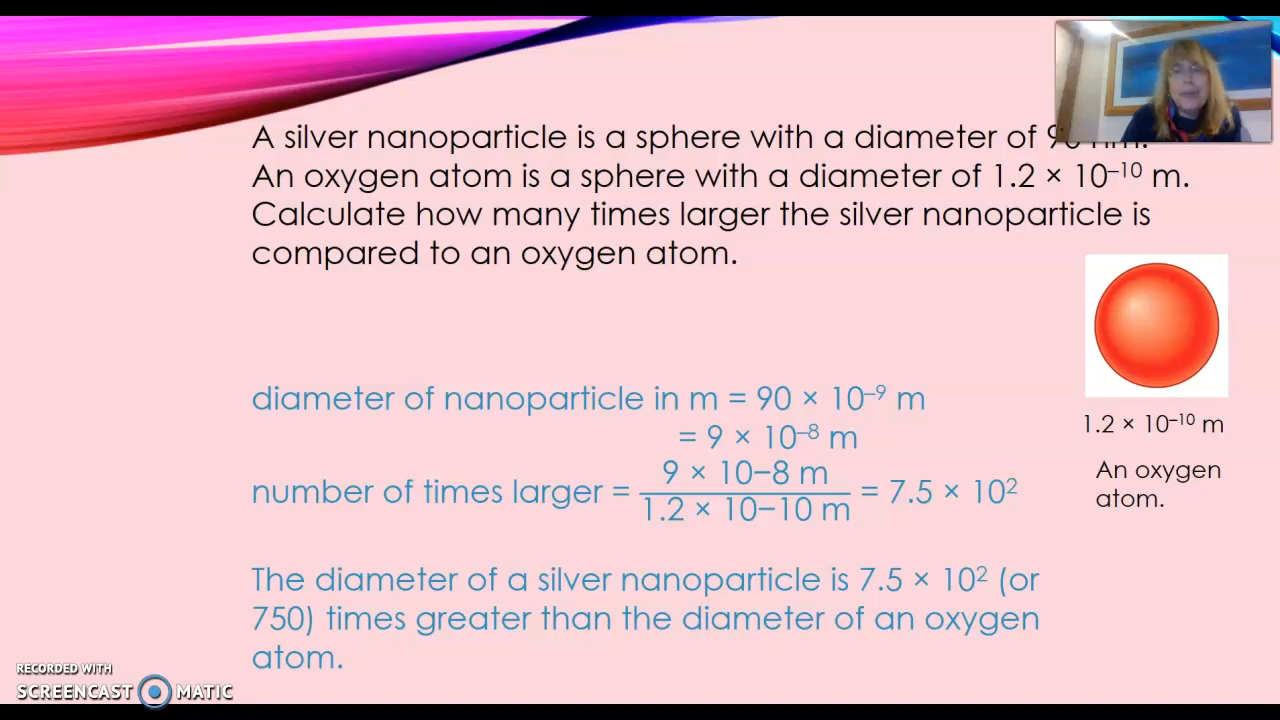 A silver nanoparticle is a sphere with a diameter of
An oxygen atom is a sphere with a diameter of 1.2 × 10⁻¹⁰ m.
Calculate how many times larger the silver nanoparticle is
compared to an oxygen atom.
diameter of nanoparticle in m = 90 × 10⁻⁹ m
= 9 × 10⁻⁸ m
number of times larger = 9 × 10−8 m / 1.2 × 10−10 m = 7.5 × 10²
The diameter of a silver nanoparticle is 7.5 × 10² (or
750) times greater than the diameter of an oxygen
atom.
1.2 × 10⁻¹⁰ m
An oxygen
atom.
RECORDED WITH
SCREENCAST MATIC